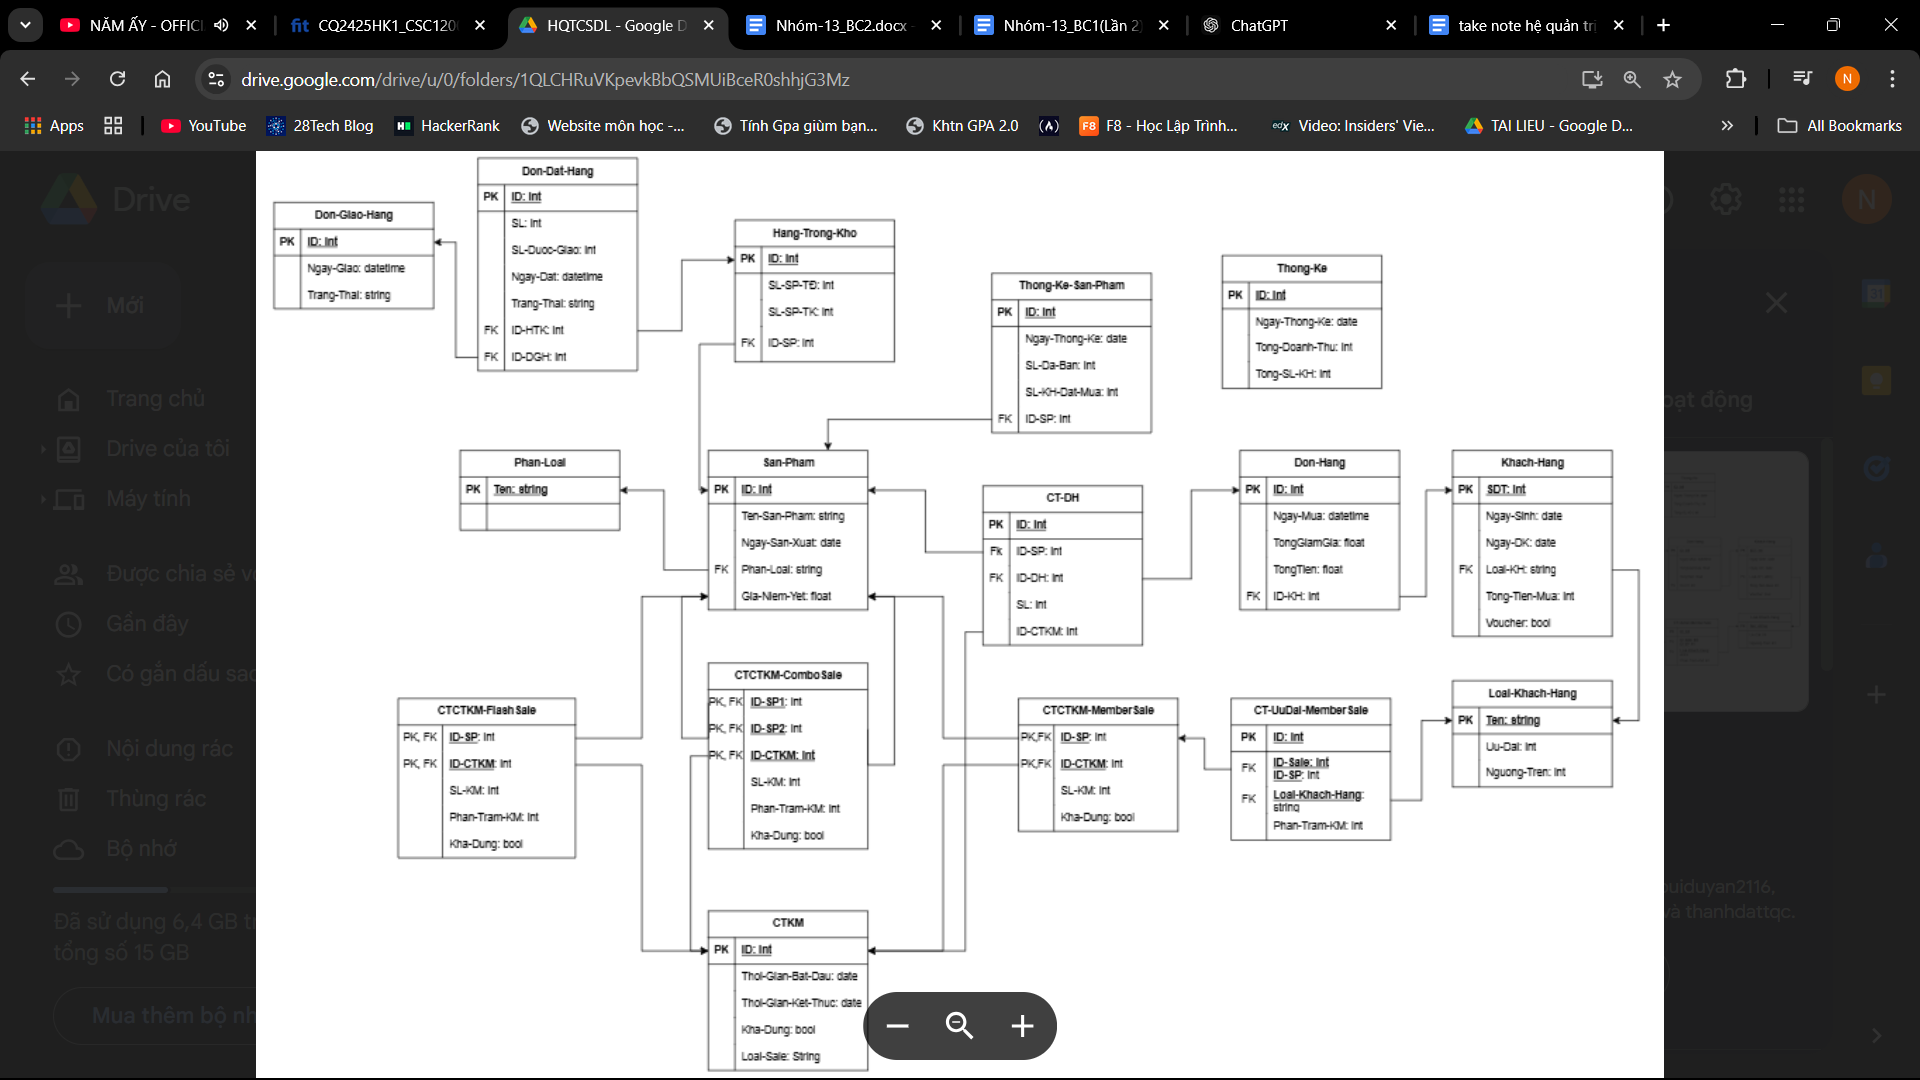 NĂM ẤY - OFFIC
CQ2425HK1_CSC120
HQTCSDL - Google D
Nhóm-13_BC2.docx -
Nhóm-13_BC1(Lần 2)
ChatGPT
take note hệ quản trị
drive.google.com/drive/u/0/folders/1QLCHRuVKpevkBbQSMUiBceR0shhjG3Mz
N
Apps
YouTube
28Tech Blog
HackerRank
Website môn học -...
Tính Gpa giùm bạn...
Khtn GPA 2.0
F8 - Học Lập Trình...
Video: Insiders' Vie...
TAI LIEU - Google D...
All Bookmarks
Drive
Mới
Trang chủ
Drive của tôi
Máy tính
Được chia sẻ vớ
Gần đây
Có gắn dấu sao
Nội dung rác
Thùng rác
Bộ nhớ
Đã sử dụng 6,4 GB tr
tổng số 15 GB
Mua thêm bộ nh
Don-Giao-Hang
PK ID: Int
Ngay-Giao: datetime
Trang-Thai: string
Don-Dat-Hang
PK ID: Int
SL: Int
SL-Duoc-Giao: Int
Ngay-Dat: datetime
Trang-Thai: string
FK ID-HTK: Int
FK ID-DGH: Int
Hang-Trong-Kho
PK ID: Int
SL-SP-TĐ: Int
SL-SP-TK: Int
FK ID-SP: Int
Thong-Ke-San-Pham
PK ID: Int
Ngay-Thong-Ke: date
SL-Da-Ban: Int
SL-KH-Dat-Mua: Int
FK ID-SP: Int
Thong-Ke
PK ID: Int
Ngay-Thong-Ke: date
Tong-Doanh-Thu: Int
Tong-SL-KH: Int
Phan-Loai
PK Ten: string
San-Pham
PK ID: Int
Ten-San-Pham: string
Ngay-San-Xuat: date
FK Phan-Loai: string
Gia-Niem-Yet: float
CT-DH
PK ID: Int
Fk ID-SP: Int
FK ID-DH: Int
SL: Int
ID-CTKM: Int
Don-Hang
PK ID: Int
Ngay-Mua: datetime
TongGiamGia: float
TongTien: float
FK ID-KH: Int
Khach-Hang
PK SDT: Int
Ngay-Sinh: date
Ngay-DK: date
FK Loai-KH: string
Tong-Tien-Mua: Int
Voucher: bool
CTCTKM-FlashSale
PK, FK ID-SP: Int
PK, FK ID-CTKM: Int
SL-KM: Int
Phan-Tram-KM: Int
Kha-Dung: bool
CTCTKM-ComboSale
PK, FK ID-SP1: Int
PK, FK ID-SP2: Int
PK, FK ID-CTKM: Int
SL-KM: Int
Phan-Tram-KM: Int
Kha-Dung: bool
CTCTKM-MemberSale
PK,FK ID-SP: Int
PK,FK ID-CTKM: Int
SL-KM: Int
Kha-Dung: bool
CT-UuDai-MemberSale
PK ID: Int
FK ID-Sale: Int
ID-SP: Int
FK Loai-Khach-Hang:
string
Phan-Tram-KM: Int
Loai-Khach-Hang
PK Ten: string
Uu-Dai: Int
Nguong-Tren: Int
CTKM
PK ID: Int
Thoi-Gian-Bat-Dau: date
Thoi-Gian-Ket-Thuc: date
Kha-Dung: bool
Loai-Sale: String
N
oạt động
ouiduyan2116,
và thanhdattqc.